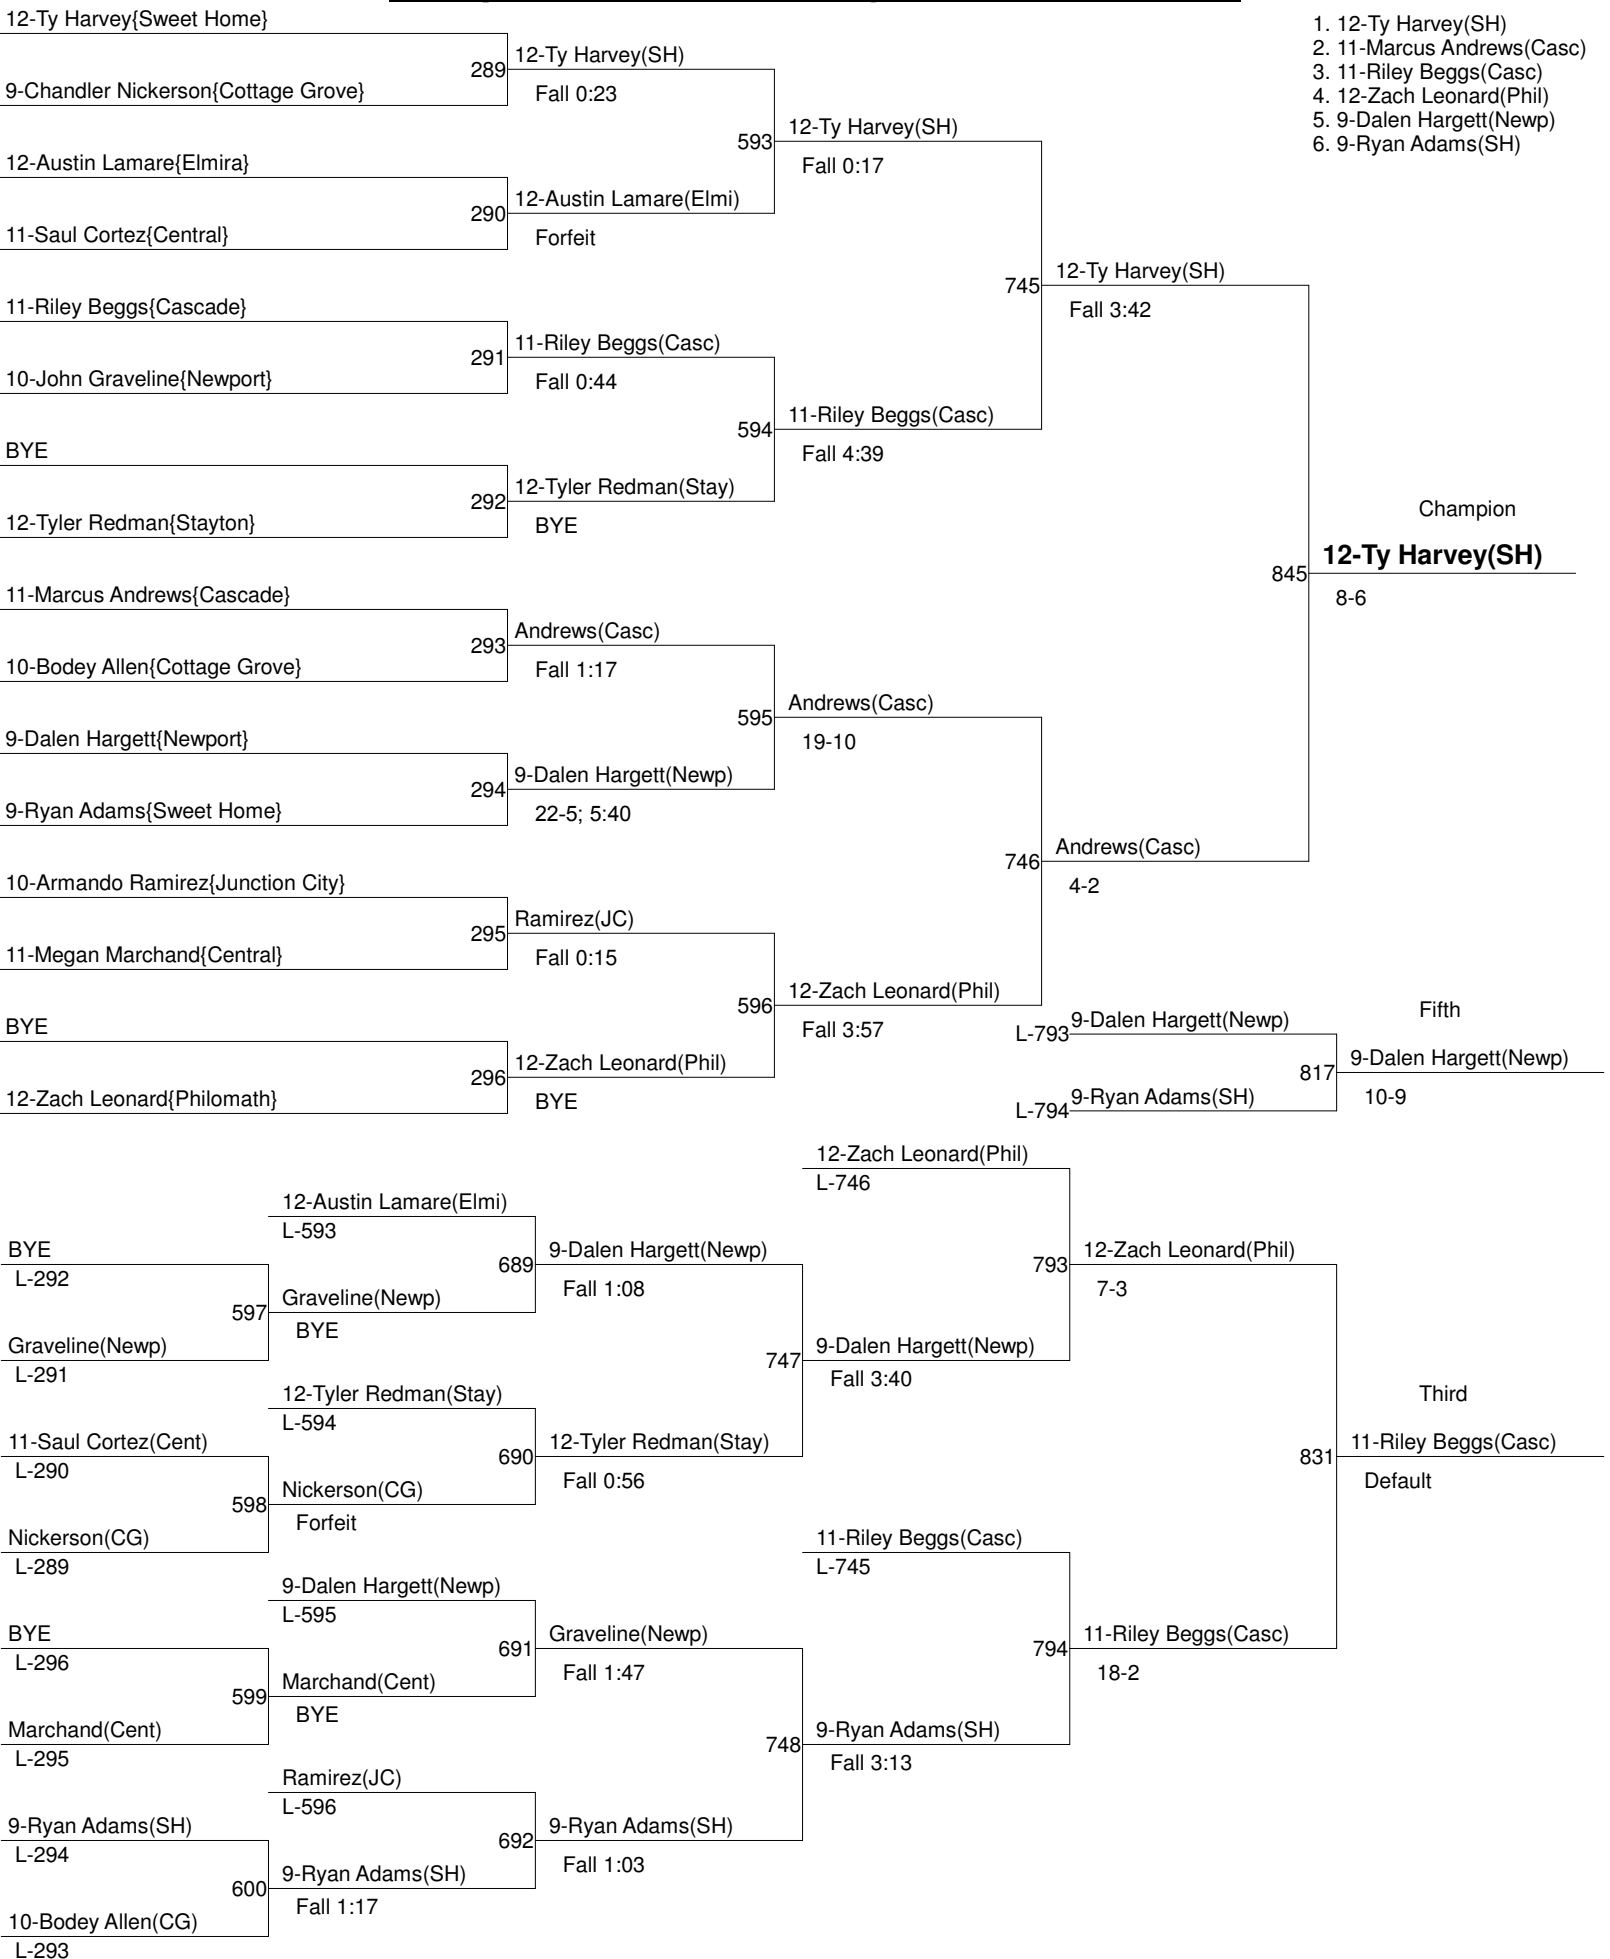 12-Ty Harvey{Sweet Home}
9-Chandler Nickerson{Cottage Grove}
12-Austin Lamare{Elmira}
11-Saul Cortez{Central}
11-Riley Beggs{Cascade}
10-John Graveline{Newport}
BYE
12-Tyler Redman{Stayton}
11-Marcus Andrews{Cascade}
10-Bodey Allen{Cottage Grove}
9-Dalen Hargett{Newport}
9-Ryan Adams{Sweet Home}
10-Armando Ramirez{Junction City}
11-Megan Marchand{Central}
BYE
12-Zach Leonard{Philomath}
289
12-Ty Harvey(SH)
Fall 0:23
290
12-Austin Lamare(Elmi)
Forfeit
291
11-Riley Beggs(Casc)
Fall 0:44
292
12-Tyler Redman(Stay)
BYE
293
Andrews(Casc)
Fall 1:17
294
9-Dalen Hargett(Newp)
22-5; 5:40
295
Ramirez(JC)
Fall 0:15
296
12-Zach Leonard(Phil)
BYE
593
12-Ty Harvey(SH)
Fall 0:17
594
11-Riley Beggs(Casc)
Fall 4:39
595
Andrews(Casc)
19-10
596
12-Zach Leonard(Phil)
Fall 3:57
745
12-Ty Harvey(SH)
Fall 3:42
746
Andrews(Casc)
4-2
Champion
845
12-Ty Harvey(SH)
8-6
1. 12-Ty Harvey(SH)
2. 11-Marcus Andrews(Casc)
3. 11-Riley Beggs(Casc)
4. 12-Zach Leonard(Phil)
5. 9-Dalen Hargett(Newp)
6. 9-Ryan Adams(SH)
L-793
9-Dalen Hargett(Newp)
L-794
9-Ryan Adams(SH)
Fifth
817
9-Dalen Hargett(Newp)
10-9
BYE
L-292
Graveline(Newp)
L-291
11-Saul Cortez(Cent)
L-290
Nickerson(CG)
L-289
BYE
L-296
Marchand(Cent)
L-295
9-Ryan Adams(SH)
L-294
10-Bodey Allen(CG)
L-293
12-Austin Lamare(Elmi)
L-593
597
Graveline(Newp)
BYE
12-Tyler Redman(Stay)
L-594
598
Nickerson(CG)
Forfeit
9-Dalen Hargett(Newp)
L-595
599
Marchand(Cent)
BYE
Ramirez(JC)
L-596
600
9-Ryan Adams(SH)
Fall 1:17
689
9-Dalen Hargett(Newp)
Fall 1:08
690
12-Tyler Redman(Stay)
Fall 0:56
691
Graveline(Newp)
Fall 1:47
692
9-Ryan Adams(SH)
Fall 1:03
12-Zach Leonard(Phil)
L-746
747
9-Dalen Hargett(Newp)
Fall 3:40
11-Riley Beggs(Casc)
L-745
748
9-Ryan Adams(SH)
Fall 3:13
793
12-Zach Leonard(Phil)
7-3
794
11-Riley Beggs(Casc)
18-2
Third
831
11-Riley Beggs(Casc)
Default